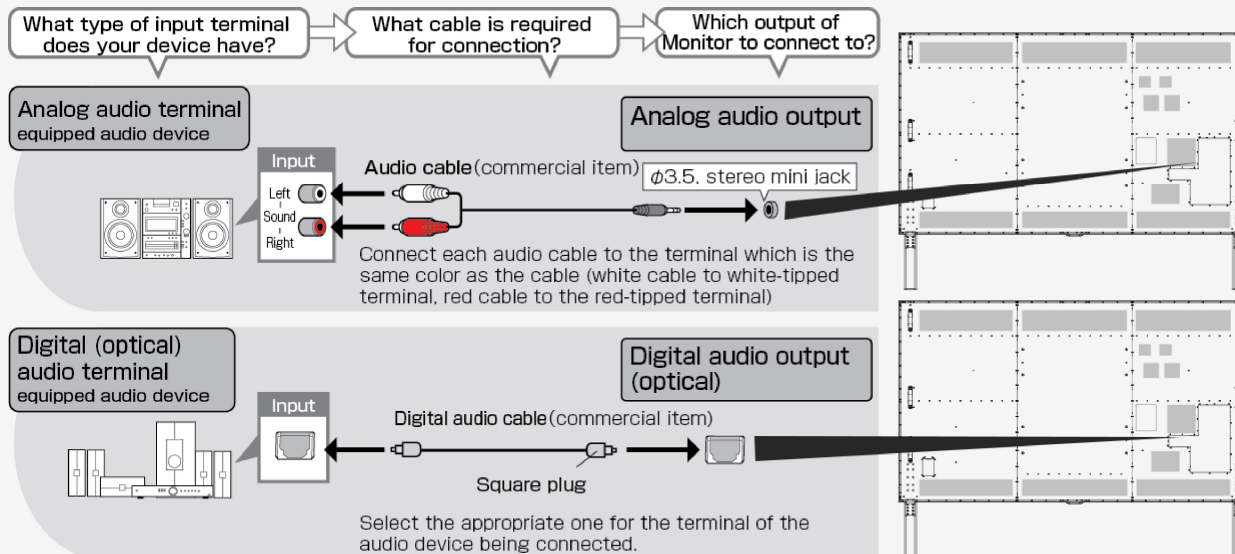 What type of input terminal
does your device have?
What cable is required
for connection?
Which output of
Monitor to connect to?
Analog audio terminal
equipped audio device
Analog audio output
Input
Left
Sound
Right
Audio cable(commercial item)
ϕ3.5, stereo mini jack
Connect each audio cable to the terminal which is the
same color as the cable (white cable to white-tipped
terminal, red cable to the red-tipped terminal)
Digital (optical)
audio terminal
equipped audio device
Digital audio output
(optical)
Input
Digital audio cable(commercial item)
Square plug
Select the appropriate one for the terminal of the
audio device being connected.